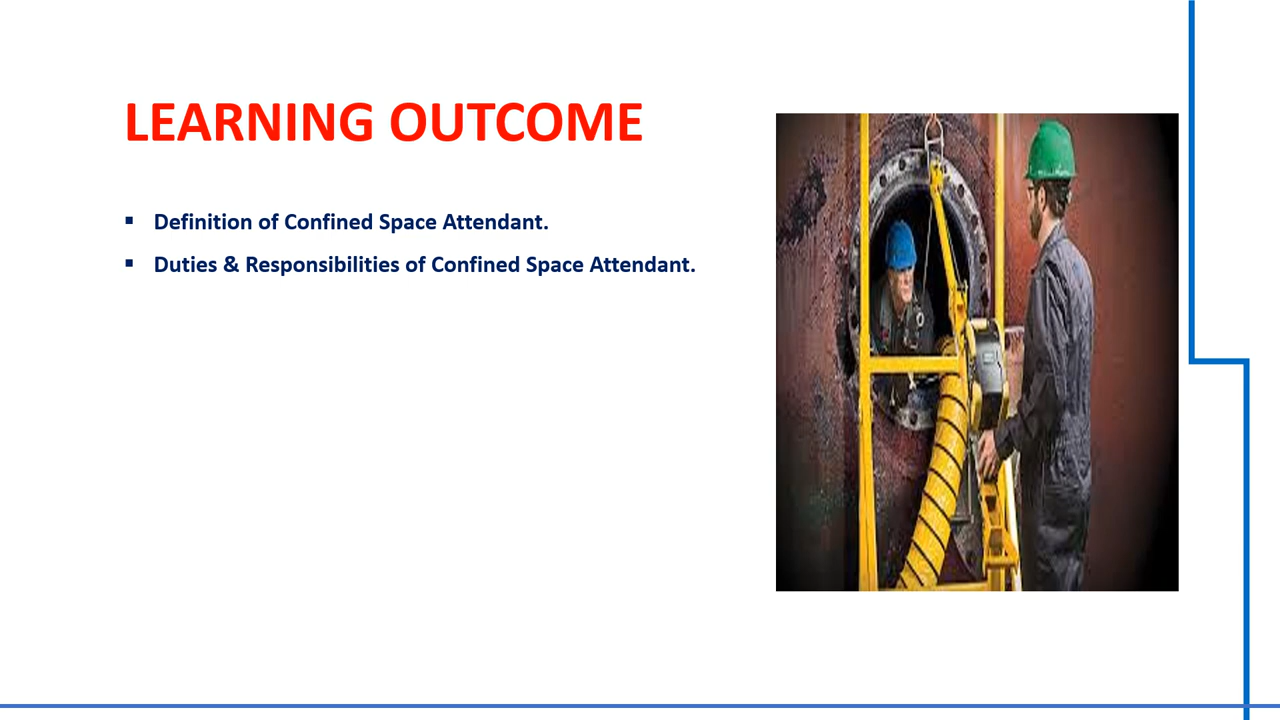 LEARNING OUTCOME
▪ Definition of Confined Space Attendant.
▪ Duties & Responsibilities of Confined Space Attendant.